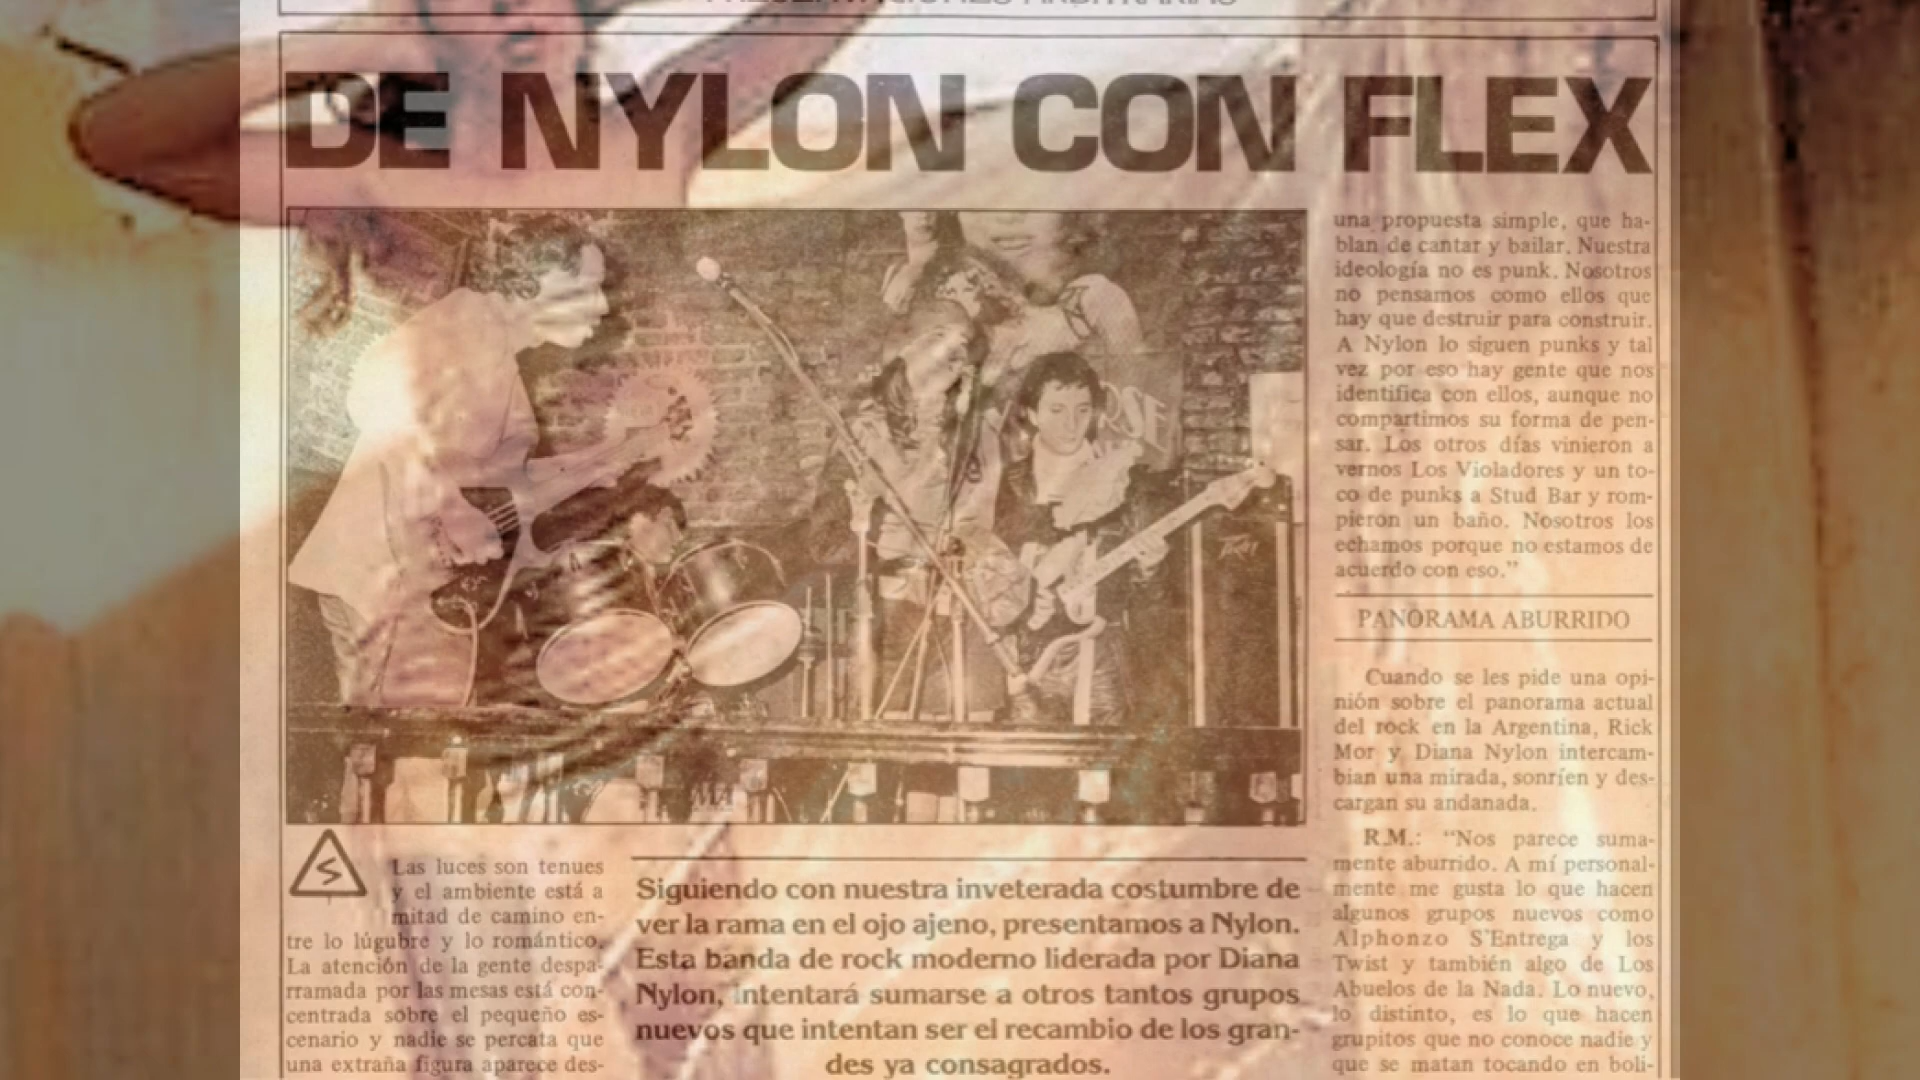 PRESENTACIONES ARBITRARIAS
DE NYLON CON FLEX
Las luces son tenues
y el ambiente está a
mitad de camino en-
tre lo lúgubre y lo romántico.
La atención de la gente despa-
rramada por las mesas está con-
centrada sobre el pequeño es-
cenario y nadie se percata que
una extraña figura aparece des-
Siguiendo con nuestra inveterada costumbre de
ver la rama en el ojo ajeno, presentamos a Nylon.
Esta banda de rock moderno liderada por Diana
Nylon, intentará sumarse a otros tantos grupos
nuevos que intentan ser el recambio de los gran-
des ya consagrados.
una propuesta simple, que ha-
blan de cantar y bailar. Nuestra
ideología no es punk. Nosotros
no pensamos como ellos que
hay que destruir para construir.
A Nylon lo siguen punks y tal
vez por eso hay gente que nos
identifica con ellos, aunque no
compartimos su forma de pen-
sar. Los otros días vinieron a
vernos Los Violadores y un to-
co de punks a Stud Bar y rom-
pieron un baño. Nosotros los
echamos porque no estamos de
acuerdo con eso."
PANORAMA ABURRIDO
Cuando se les pide una opi-
nión sobre el panorama actual
del rock en la Argentina, Rick
Mor y Diana Nylon intercam-
bian una mirada, sonríen y des-
cargan su andanada.
R.M.: "Nos parece suma-
mente aburrido. A mí personal-
mente me gusta lo que hacen
algunos grupos nuevos como
Alphonzo S'Entrega y los
Twist y también algo de Los
Abuelos de la Nada. Lo nuevo,
lo distinto, es lo que hacen
grupitos que no conoce nadie y
que se matan tocando en boli-